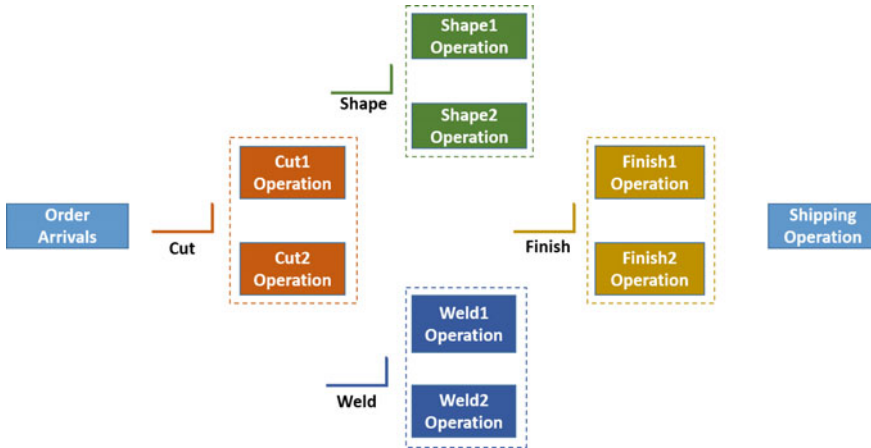 Shape1
Operation
Shape
Shape2
Operation
Cut1
Operation
Finish1
Operation
Order
Arrivals
Shipping
Operation
Cut
Finish
Cut2
Operation
Finish2
Operation
Weld1
Operation
Weld
Weld2
Operation